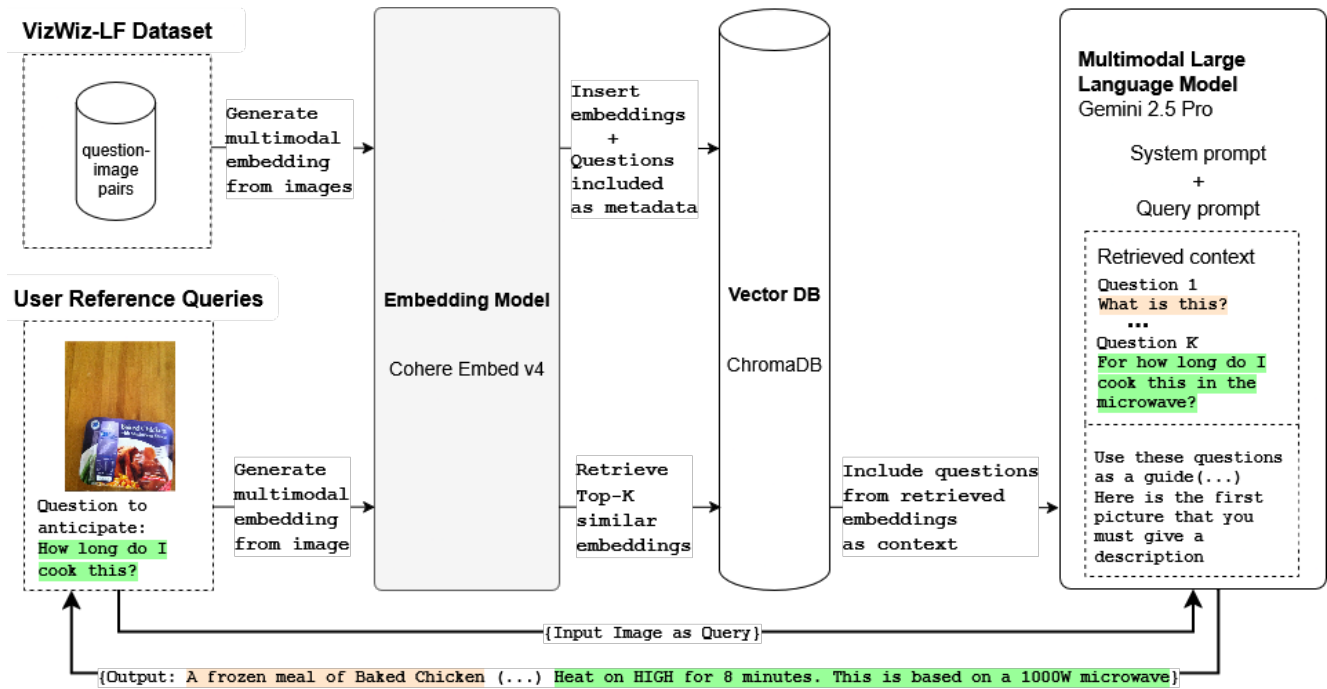 VizWiz-LF Dataset
question-
image
pairs
Generate
multimodal
embedding
from images
Insert
embeddings
+
Questions
included
as metadata
User Reference Queries
Question to
anticipate:
How long do I
cook this?
Generate
multimodal
embedding
from image
Embedding Model
Cohere Embed v4
Retrieve
Top-K
similar
embeddings
Vector DB
ChromaDB
Include questions
from retrieved
embeddings
as context
Multimodal Large
Language Model
Gemini 2.5 Pro
System prompt
+
Query prompt
Retrieved context
Question 1
What is this?
...
Question K
For how long do I
cook this in the
microwave?
Use these questions
as a guide(...)
Here is the first
picture that you
must give a
description
{Input Image as Query}
{Output: A frozen meal of Baked Chicken (...) Heat on HIGH for 8 minutes. This is based on a 1000W microwave}